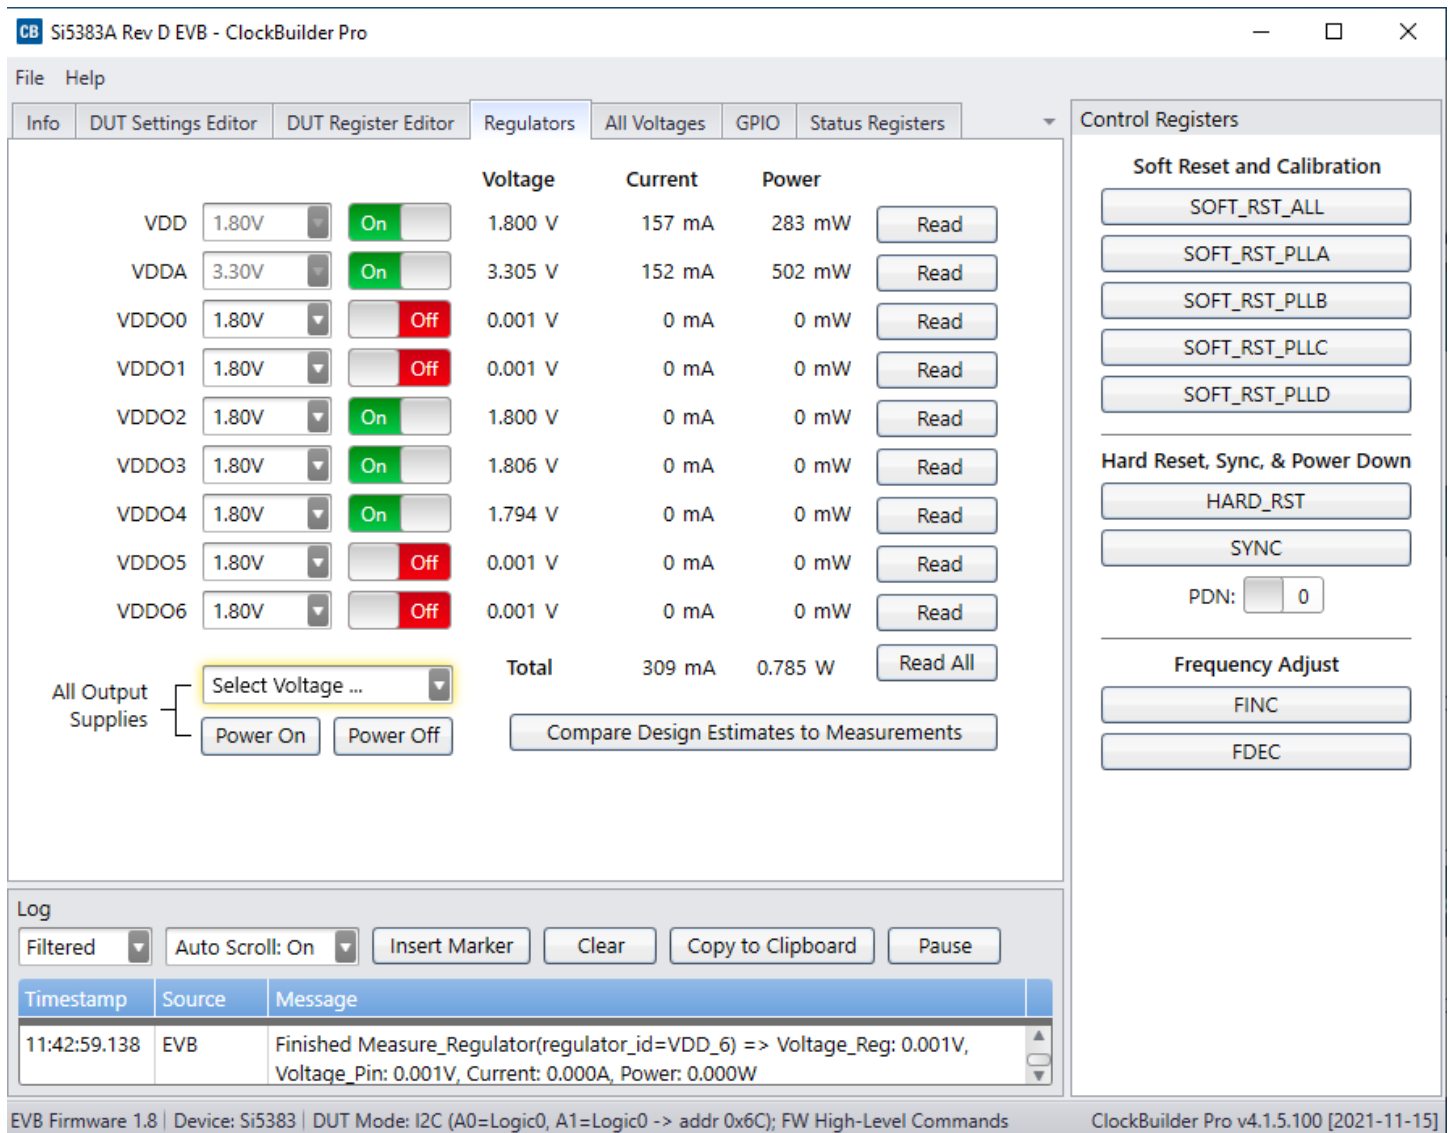 CB Si5383A Rev D EVB - ClockBuilder Pro
File Help
Info DUT Settings Editor DUT Register Editor Regulators All Voltages GPIO Status Registers
Voltage Current Power
VDD 1.80V On 1.800 V 157 mA 283 mW Read
VDDA 3.30V On 3.305 V 152 mA 502 mW Read
VDDO0 1.80V Off 0.001 V 0 mA 0 mW Read
VDDO1 1.80V Off 0.001 V 0 mA 0 mW Read
VDDO2 1.80V On 1.800 V 0 mA 0 mW Read
VDDO3 1.80V On 1.806 V 0 mA 0 mW Read
VDDO4 1.80V On 1.794 V 0 mA 0 mW Read
VDDO5 1.80V Off 0.001 V 0 mA 0 mW Read
VDDO6 1.80V Off 0.001 V 0 mA 0 mW Read
Total 309 mA 0.785 W Read All
All Output
Supplies
Select Voltage ...
Power On Power Off
Compare Design Estimates to Measurements
Control Registers
Soft Reset and Calibration
SOFT_RST_ALL
SOFT_RST_PLLA
SOFT_RST_PLLB
SOFT_RST_PLLC
SOFT_RST_PLLD
Hard Reset, Sync, & Power Down
HARD_RST
SYNC
PDN: 0
Frequency Adjust
FINC
FDEC
Log
Filtered Auto Scroll: On Insert Marker Clear Copy to Clipboard Pause
Timestamp Source Message
11:42:59.138 EVB Finished Measure_Regulator(regulator_id=VDD_6) => Voltage_Reg: 0.001V,
Voltage_Pin: 0.001V, Current: 0.000A, Power: 0.000W
EVB Firmware 1.8 | Device: Si5383 | DUT Mode: I2C (A0=Logic0, A1=Logic0 -> addr 0x6C); FW High-Level Commands ClockBuilder Pro v4.1.5.100 [2021-11-15]